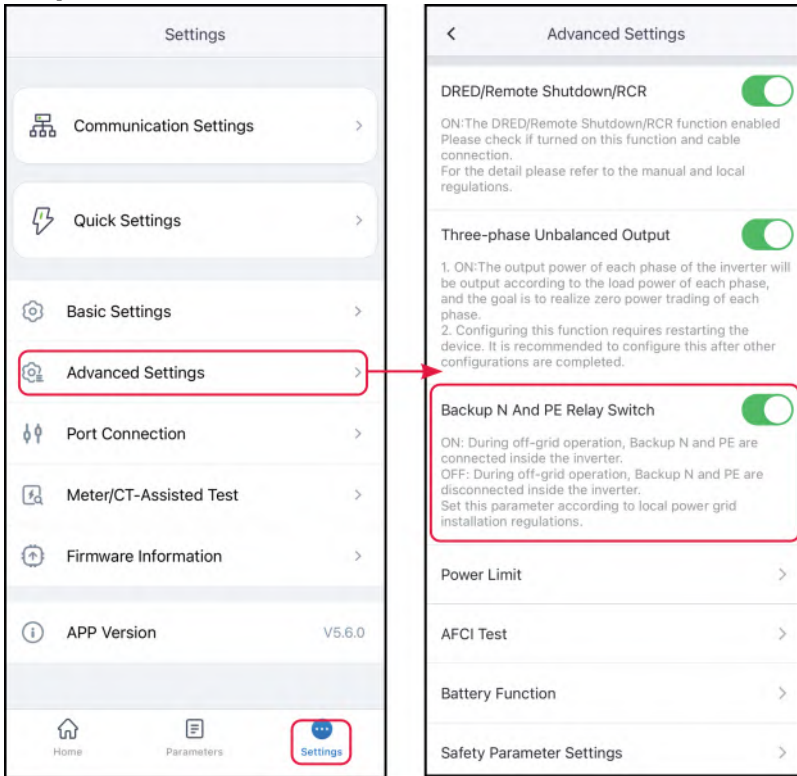 Settings
Communication Settings
Quick Settings
Basic Settings
Advanced Settings
Port Connection
Meter/CT-Assisted Test
Firmware Information
APP Version V5.6.0
Home Parameters Settings
Advanced Settings
DRED/Remote Shutdown/RCR
ON:The DRED/Remote Shutdown/RCR function enabled
Please check if turned on this function and cable
connection.
For the detail please refer to the manual and local
regulations.
Three-phase Unbalanced Output
1. ON:The output power of each phase of the inverter will
be output according to the load power of each phase,
and the goal is to realize zero power trading of each
phase.
2. Configuring this function requires restarting the
device. It is recommended to configure this after other
configurations are completed.
Backup N And PE Relay Switch
ON: During off-grid operation, Backup N and PE are
connected inside the inverter.
OFF: During off-grid operation, Backup N and PE are
disconnected inside the inverter.
Set this parameter according to local power grid
installation regulations.
Power Limit
AFCI Test
Battery Function
Safety Parameter Settings